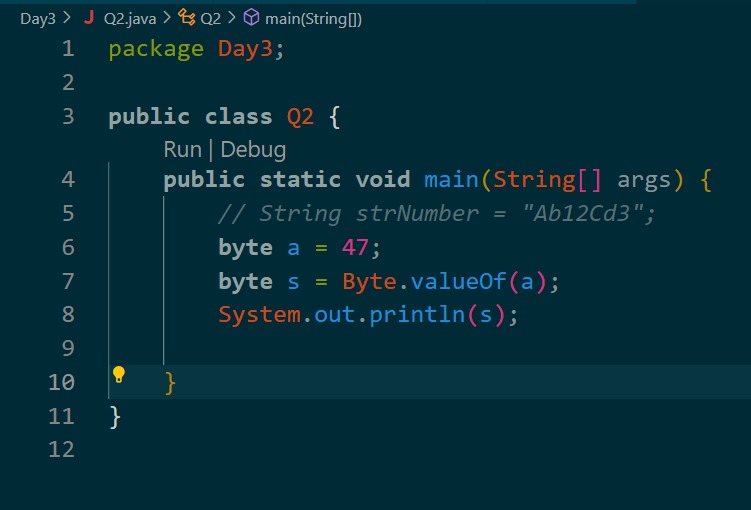 Day3 > J Q2.java > Q2 > main(String[])
1 package Day3;
2
3 public class Q2 {
Run | Debug
4 public static void main(String[] args) {
5 // String strNumber = "Ab12Cd3";
6 byte a = 47;
7 byte s = Byte.valueOf(a);
8 System.out.println(s);
9
10 }
11 }
12